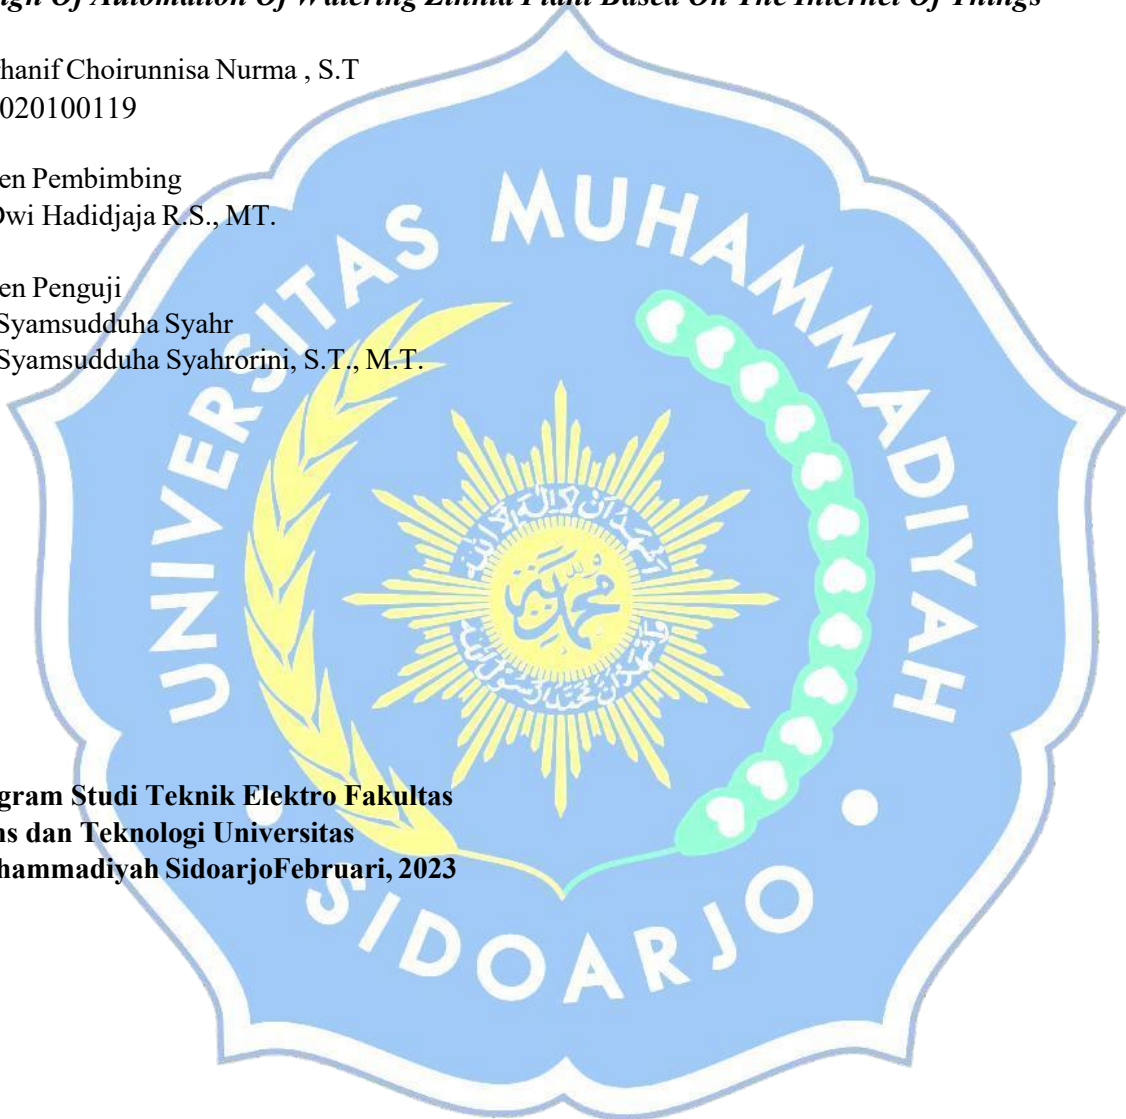 ign Of Automation Of Watering Zinnia Plant Based On The Internet Of Things
hanif Choirunnisa Nurma , S.T
020100119
en Pembimbing
Dwi Hadidjaja R.S., MT.
en Penguji
Syamsudduha Syahr
Syamsudduha Syahrorini, S.T., M.T.
gram Studi Teknik Elektro Fakultas
ns dan Teknologi Universitas
hammadiyah SidoarjoFebruari, 2023
UNIVERSITAS MUHAMMADIYAH
SIDOARJO
محمد